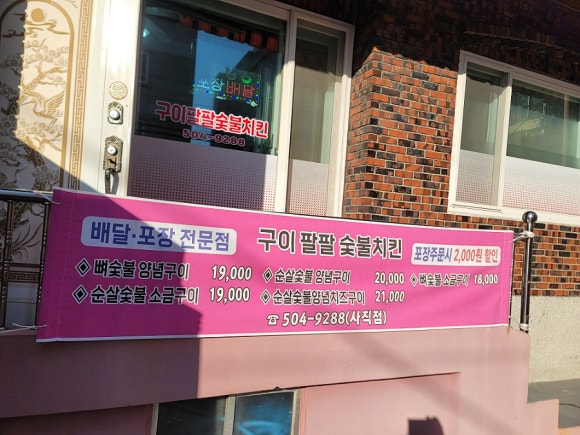 포장 배달
구이팔팔숯불치킨
504-9288
배달·포장 전문점
구이 팔팔 숯불치킨
포장주문시 2,000원 할인
◈ 뼈숯불 양념구이 19,000
◈ 순살숯불 양념구이 20,000
◈ 뼈숯불 소금구이 18,000
◈ 순살숯불 소금구이 19,000
◈ 순살숯불양념치즈구이 21,000
☎ 504-9288(사직점)